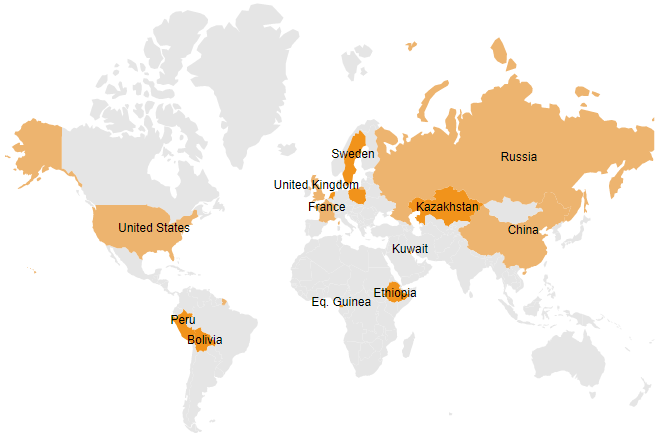 Sweden
Russia
United Kingdom
France
Kazakhstan
United States
China
Kuwait
Ethiopia
Eq. Guinea
Peru
Bolivia